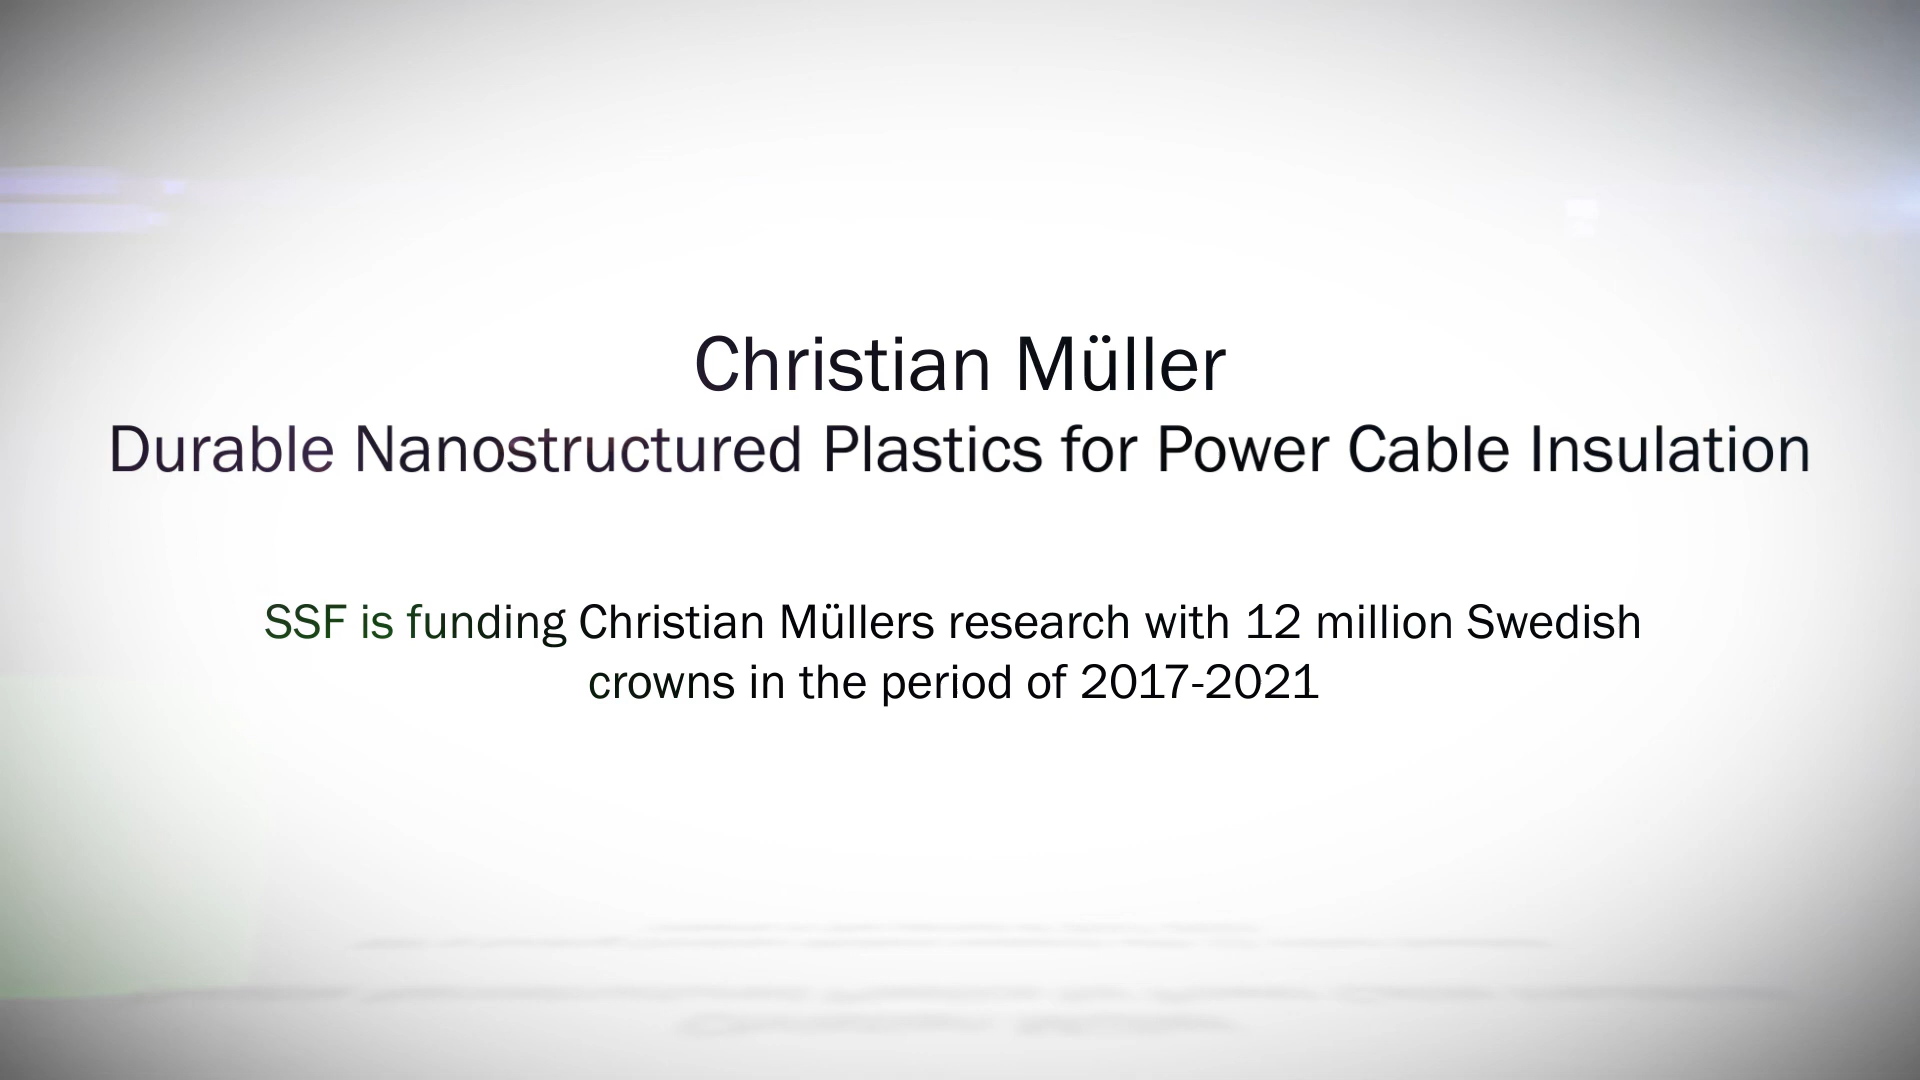 Christian Müller
Durable Nanostructured Plastics for Power Cable Insulation
SSF is funding Christian Müllers research with 12 million Swedish
crowns in the period of 2017-2021